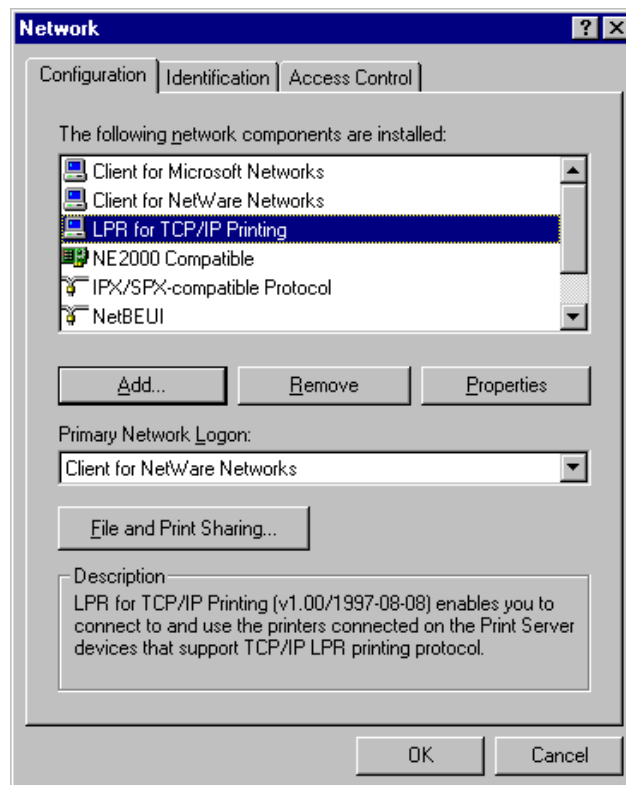 Network
Configuration Identification Access Control
The following network components are installed:
Client for Microsoft Networks
Client for NetWare Networks
LPR for TCP/IP Printing
NE2000 Compatible
IPX/SPX-compatible Protocol
NetBEUI
Add... Remove Properties
Primary Network Logon:
Client for NetWare Networks
File and Print Sharing...
Description
LPR for TCP/IP Printing (v1.00/1997-08-08) enables you to
connect to and use the printers connected on the Print Server
devices that support TCP/IP LPR printing protocol.
OK Cancel